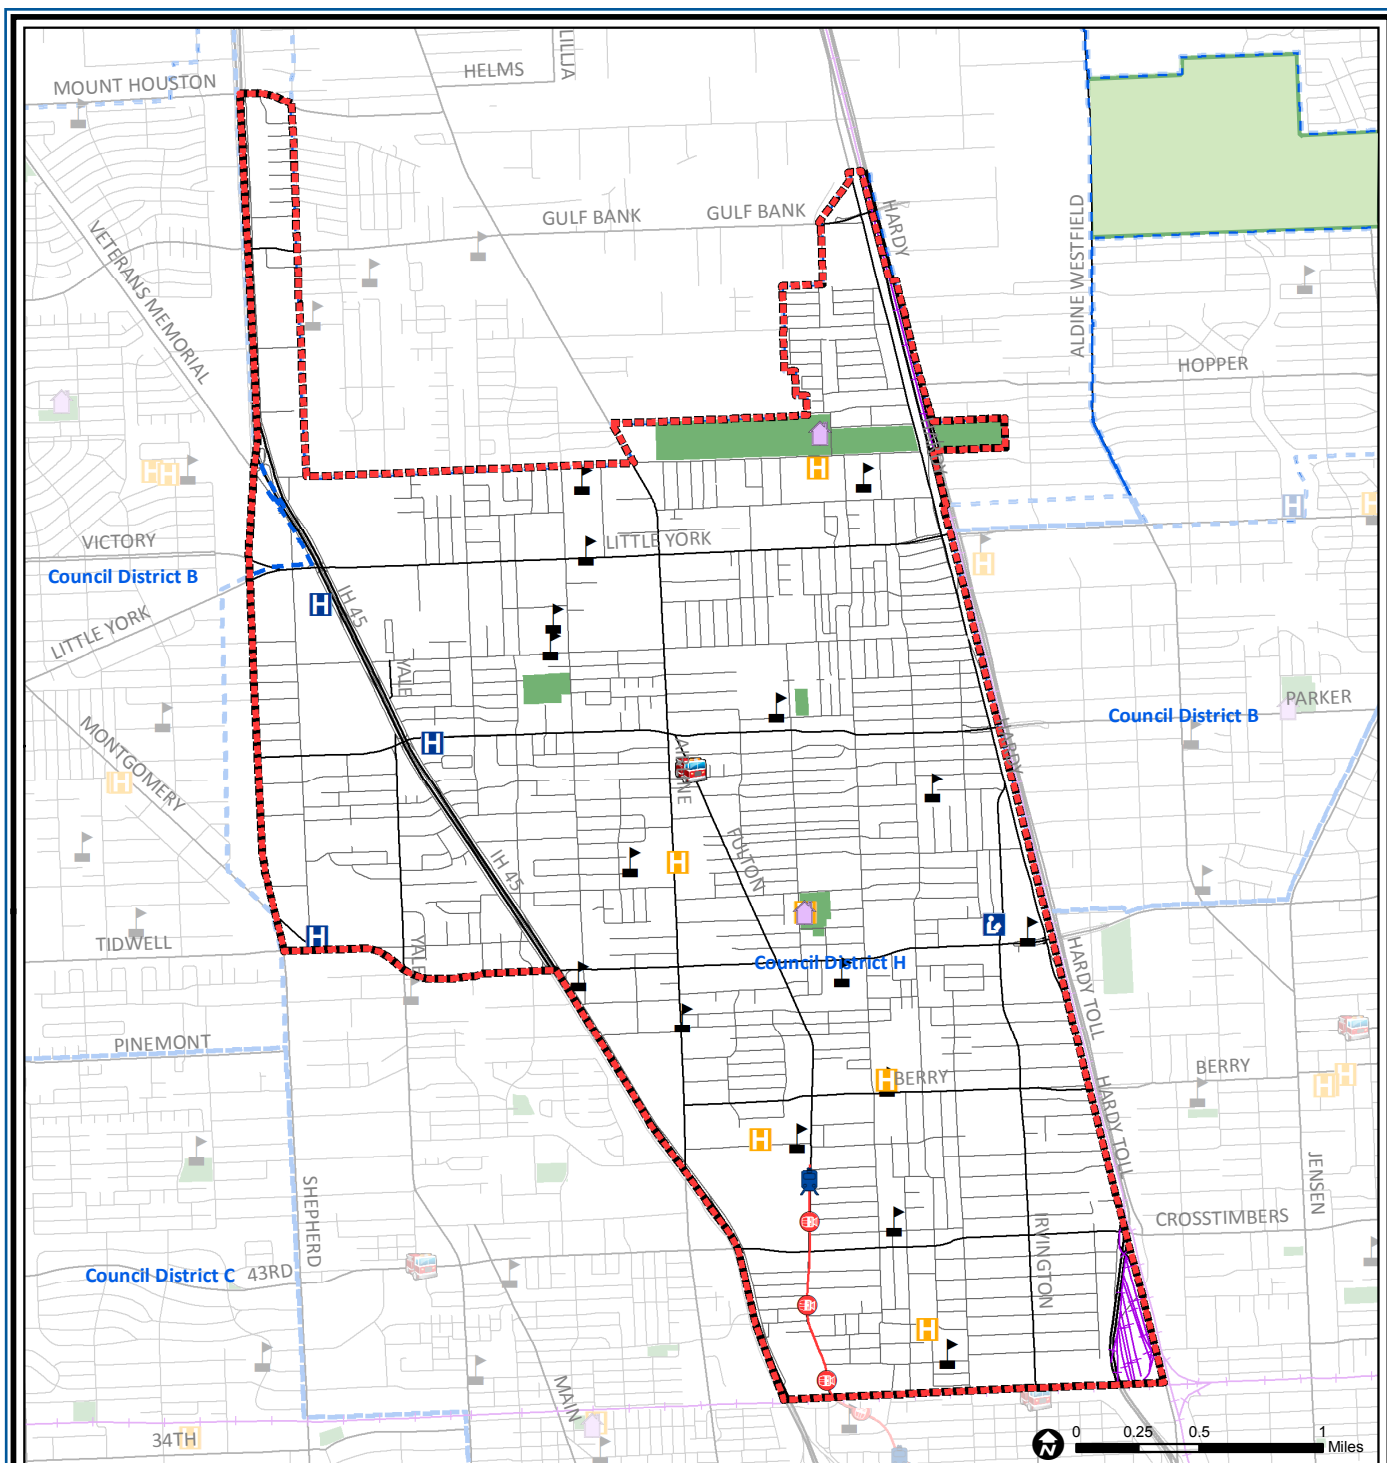 LILJA
HELMS
MOUNT HOUSTON
GULF BANK
GULF BANK
HARDY
ALDINE WESTFIELD
VETERANS MEMORIAL
HOPPER
VICTORY
LITTLE YORK
Council District B
IH 45
LITTLE YORK
YALE
PARKER
Council District B
MONTGOMERY
HARDY
FULTON
IH 45
TIDWELL
YALE
Council District H
HARDY TOLL
PINEMONT
BERRY
BERRY
HARDY TOLL
JENSEN
SHEPHERD
CROSSTIMBERS
IRVINGTON
Council District C
43RD
MAIN
34TH
N
0 0.25 0.5 1
Miles